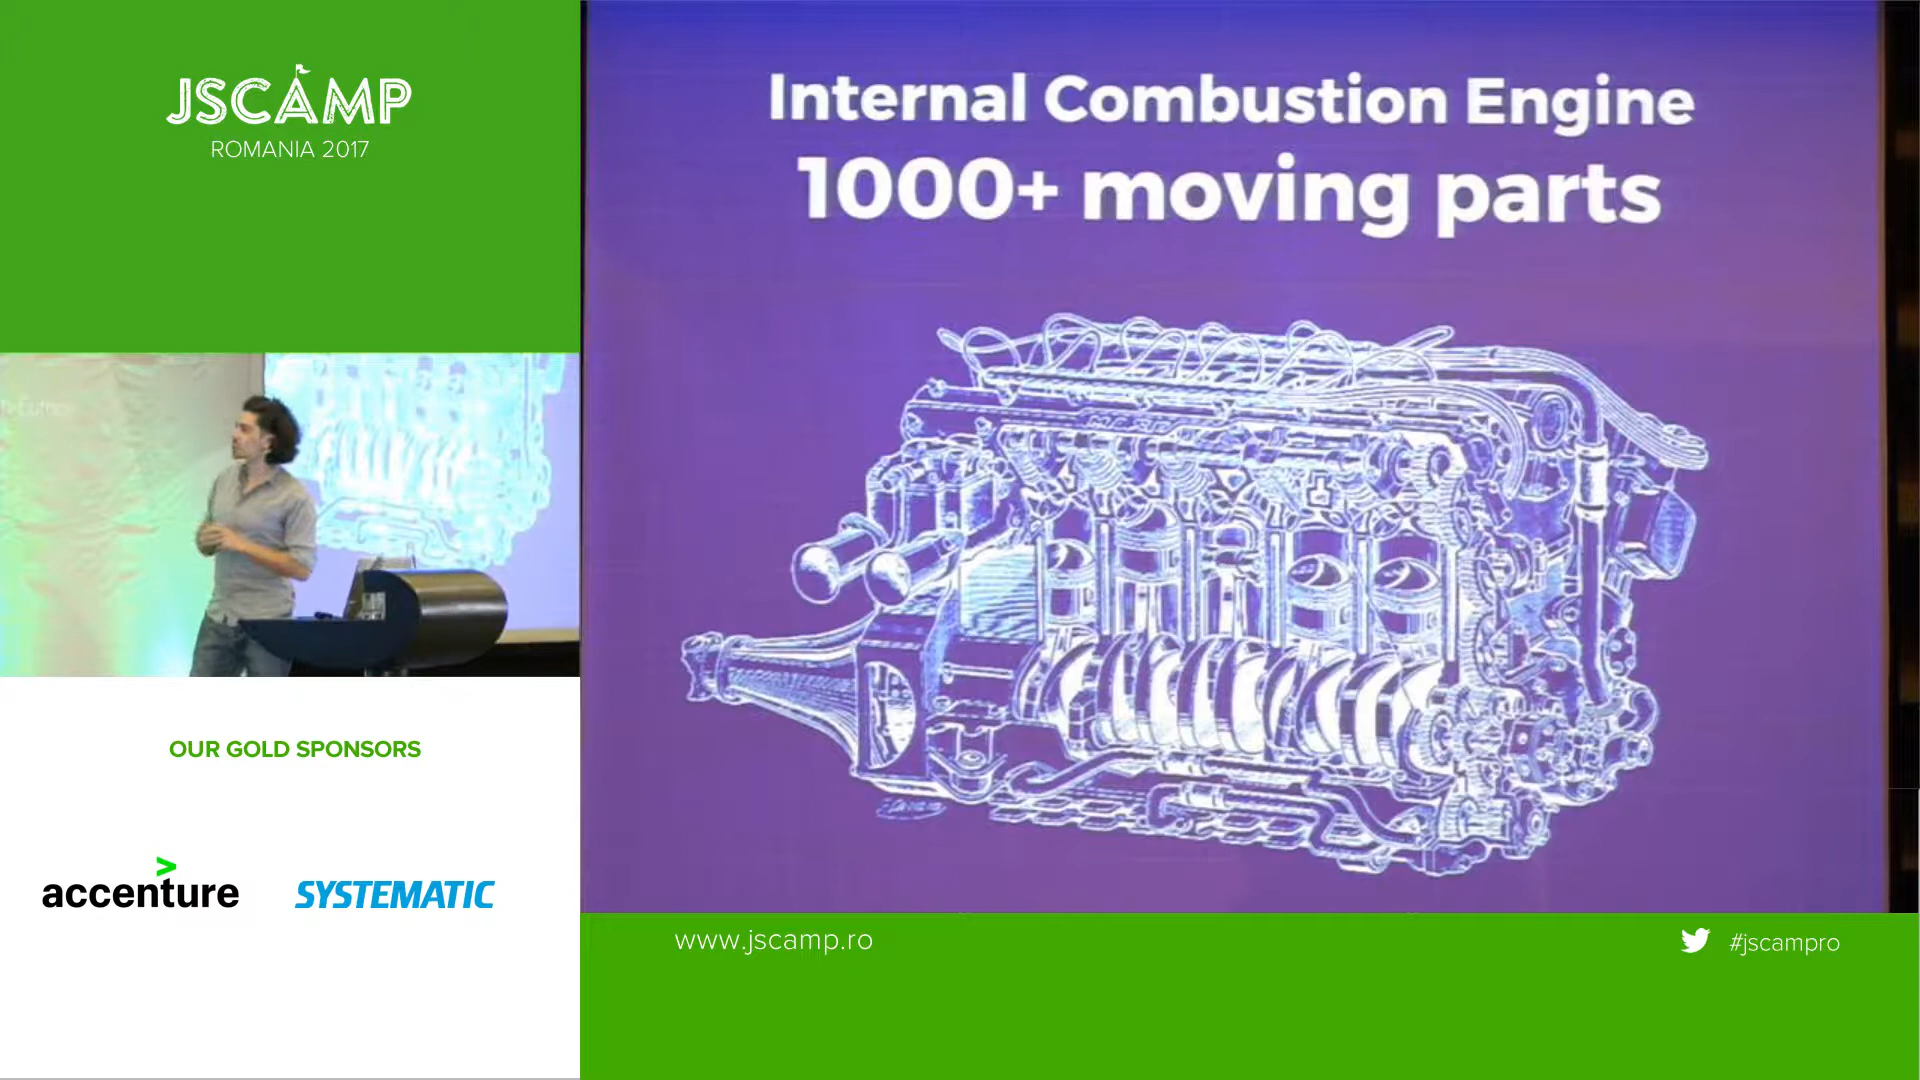 JSCAMP
ROMANIA 2017
Internal Combustion Engine
1000+ moving parts
OUR GOLD SPONSORS
accenture
SYSTEMATIC
www.jscamp.ro
#jscampro